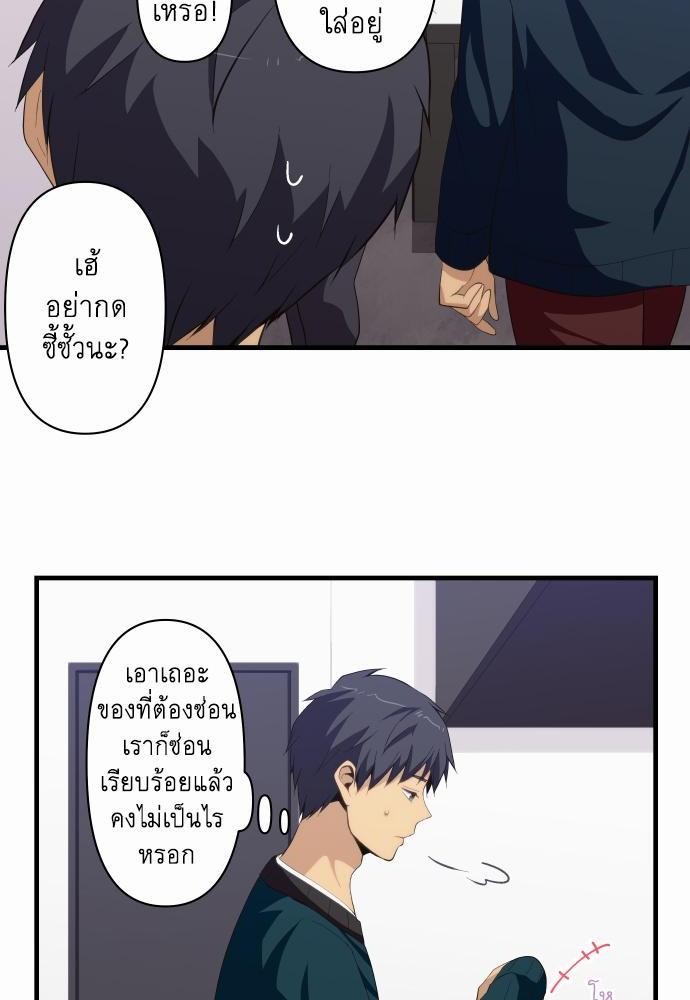 เหรอ!
ใส่อยู่
เฮ้
อย่ากด
ซี้ซั้วนะ?
เอาเถอะ
ของที่ต้องซ่อน
เราก็ซ่อน
เรียบร้อยแล้ว
คงไม่เป็นไร
หรอก
โห